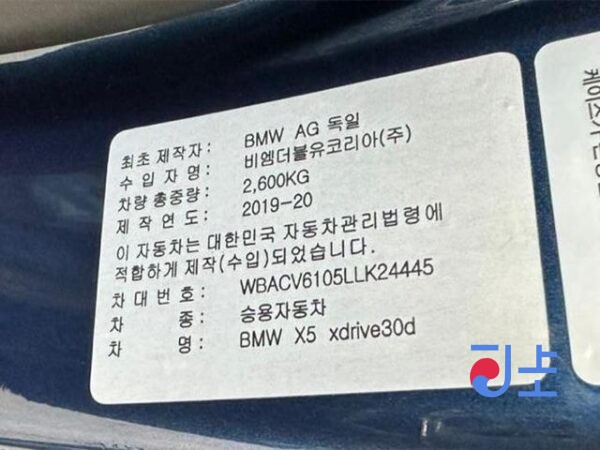 최초 제작자 : BMW AG 독일
수 입 자 명 : 비엠더블유코리아(주)
차량 총중량 : 2,600KG
제 작 연 도 : 2019-20
이 자동차는 대한민국 자동차관리법령에
적합하게 제작(수입)되었습니다.
차 대 번 호 : WBACV6105LLK24445
차 종 : 승용자동차
차 명 : BMW X5 xdrive30d